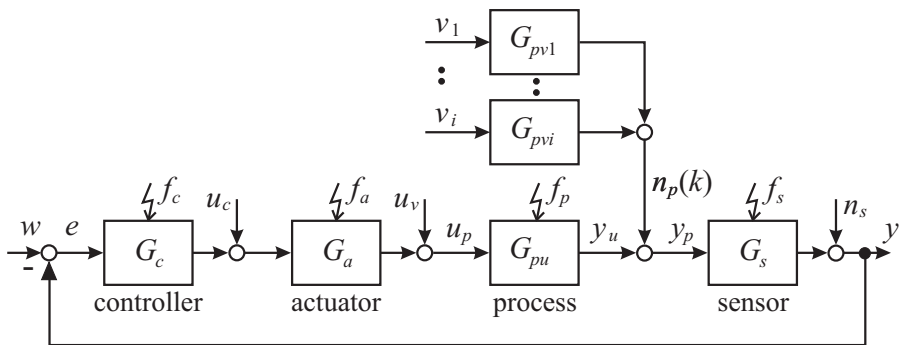 v1 Gpv1
vi Gpvi
np(k)
fc fa fp fs
w e uc uv up yu yp ns y
- Gc Ga Gpu Gs
controller actuator process sensor